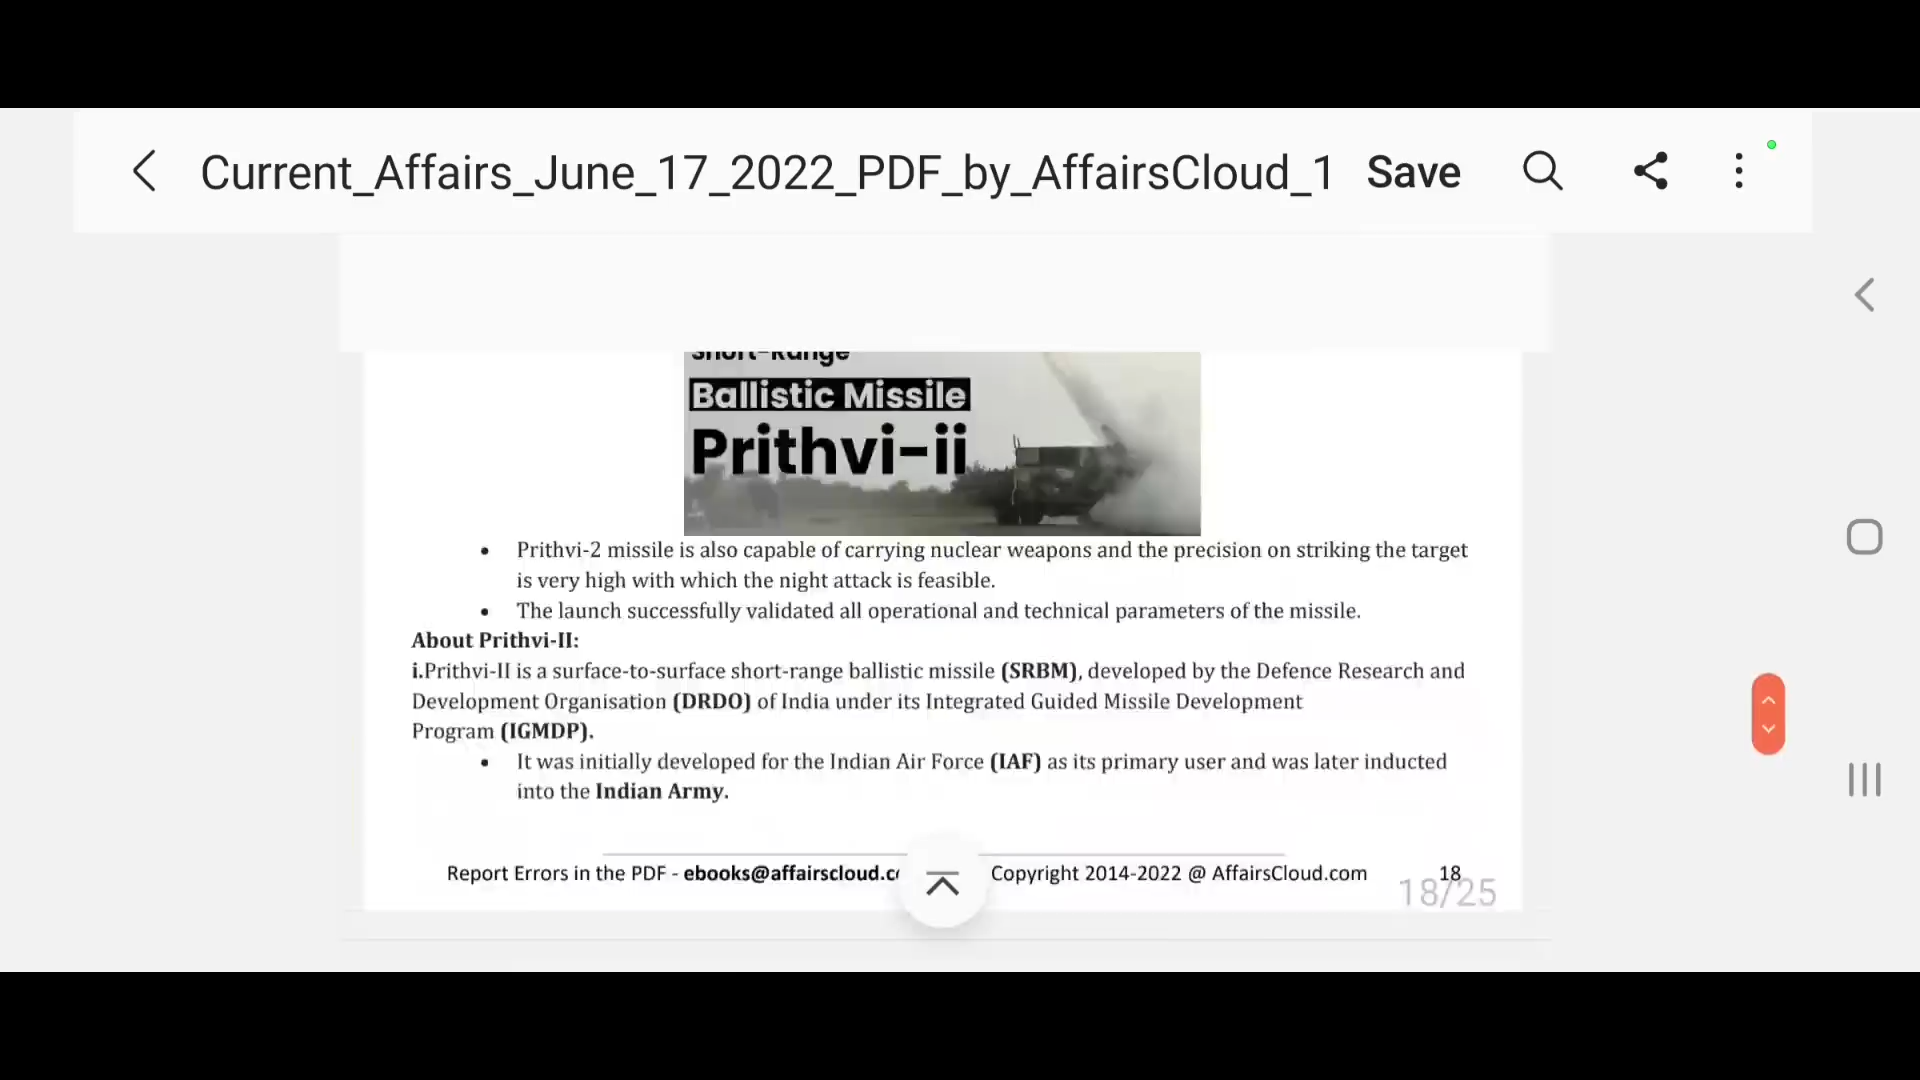 Current_Affairs_June_17_2022_PDF_by_AffairsCloud_1 Save
Short-Range
Ballistic Missile
Prithvi-ii
• Prithvi-2 missile is also capable of carrying nuclear weapons and the precision on striking the target
is very high with which the night attack is feasible.
• The launch successfully validated all operational and technical parameters of the missile.
About Prithvi-II:
i.Prithvi-II is a surface-to-surface short-range ballistic missile (SRBM), developed by the Defence Research and
Development Organisation (DRDO) of India under its Integrated Guided Missile Development
Program (IGMDP).
• It was initially developed for the Indian Air Force (IAF) as its primary user and was later inducted
into the Indian Army.
Report Errors in the PDF - ebooks@affairscloud.c Copyright 2014-2022 @ AffairsCloud.com 18
18/25